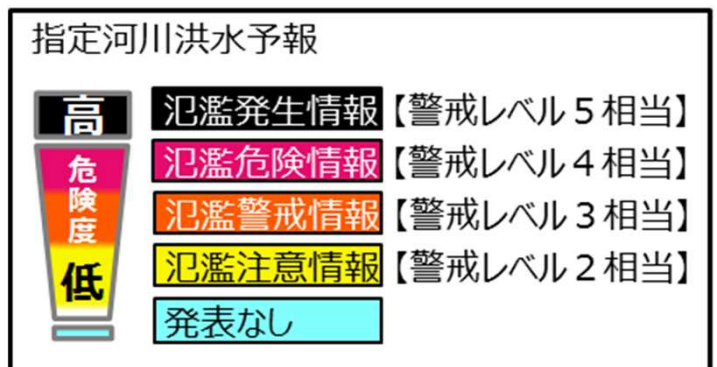 指定河川洪水予報
高
危険度
低
氾濫発生情報【警戒レベル5相当】
氾濫危険情報【警戒レベル4相当】
氾濫警戒情報【警戒レベル3相当】
氾濫注意情報【警戒レベル2相当】
発表なし